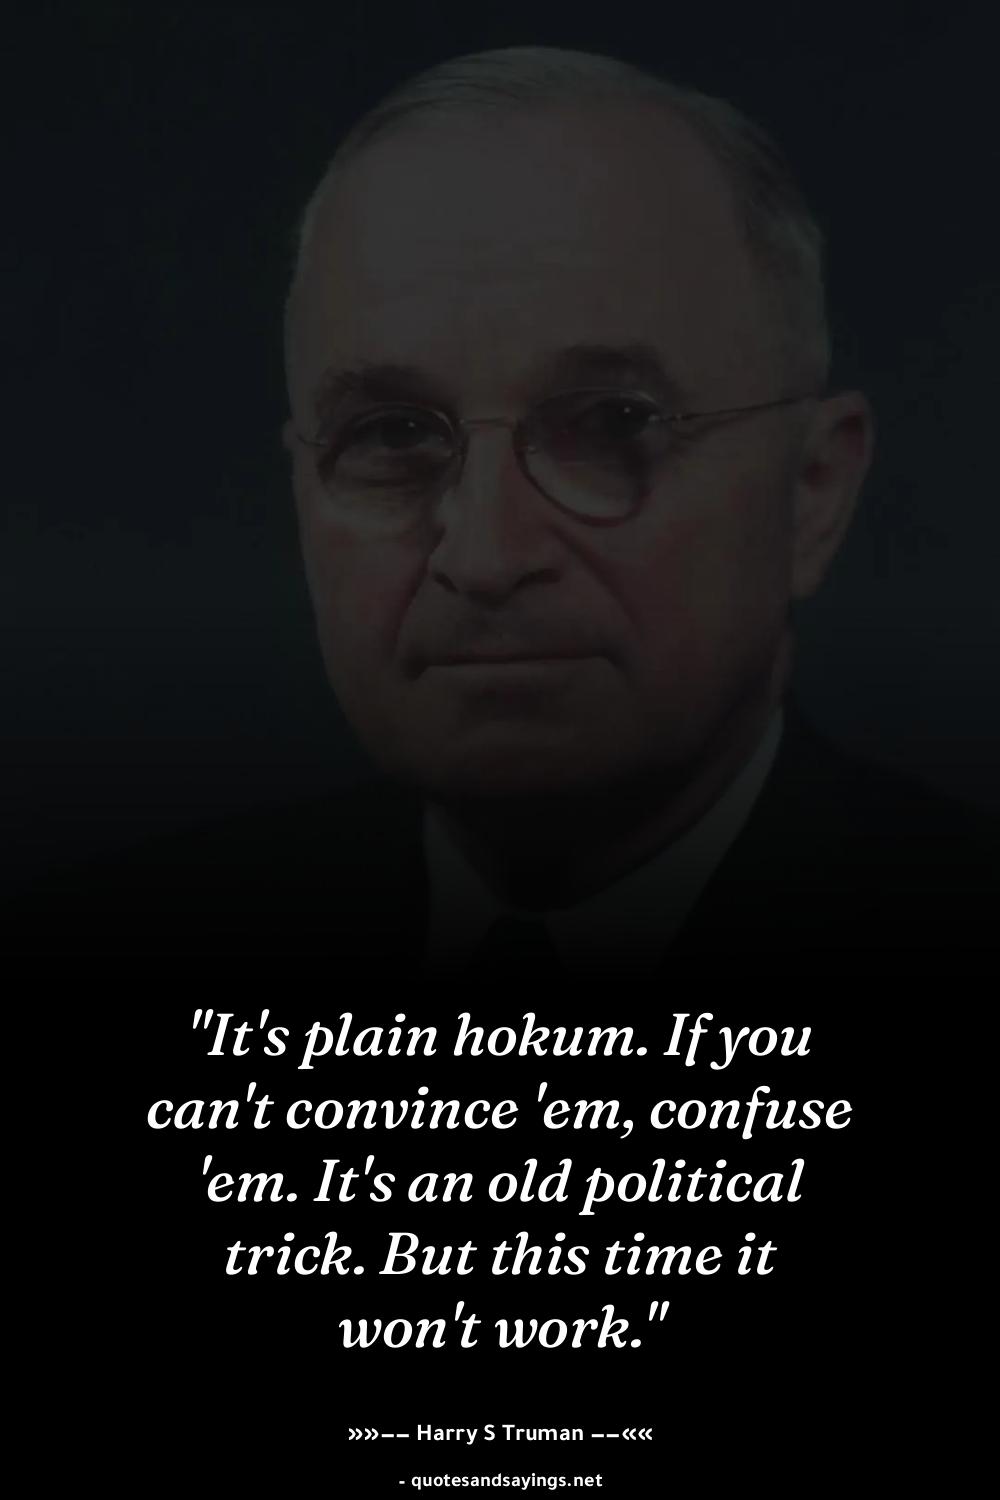 "It's plain hokum. If you
can't convince 'em, confuse
'em. It's an old political
trick. But this time it
won't work."
»»—— Harry S Truman ——««
- quotesandsayings.net